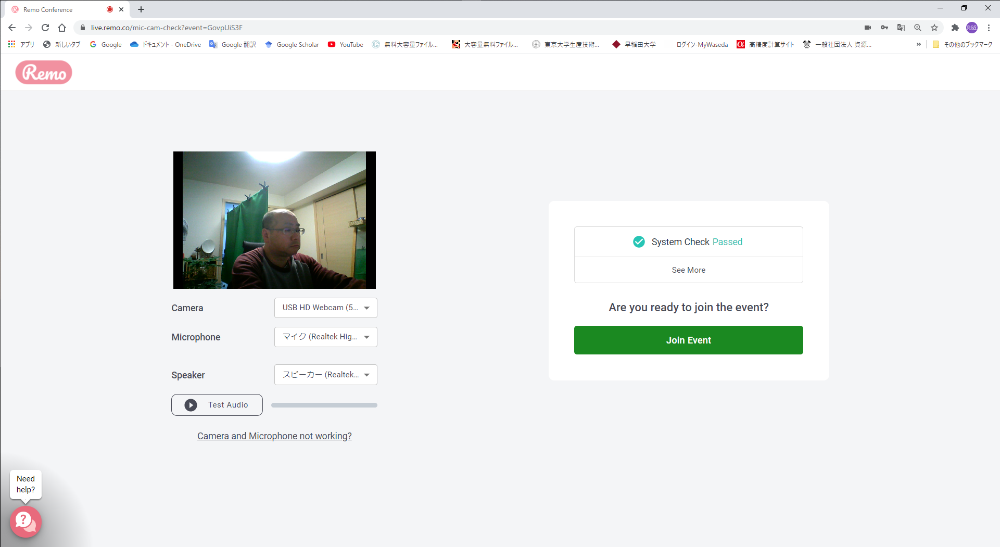 Remo Conference
live.remo.co/mic-cam-check?event=GovpUiS3F
則近
アプリ 新しいタブ Google ドキュメント - OneDrive Google 翻訳 Google Scholar YouTube 無料大容量ファイル... 大容量無料ファイル... 東京大学生産技術... 早稲田大学 ログイン-MyWaseda 高精度計算サイト 一般社団法人 資源... » その他のブックマーク
Remo
System Check Passed
See More
Are you ready to join the event?
Join Event
Camera USB HD Webcam (5...
Microphone マイク (Realtek Hig...
Speaker スピーカー (Realtek...
Test Audio
Camera and Microphone not working?
Need
help?